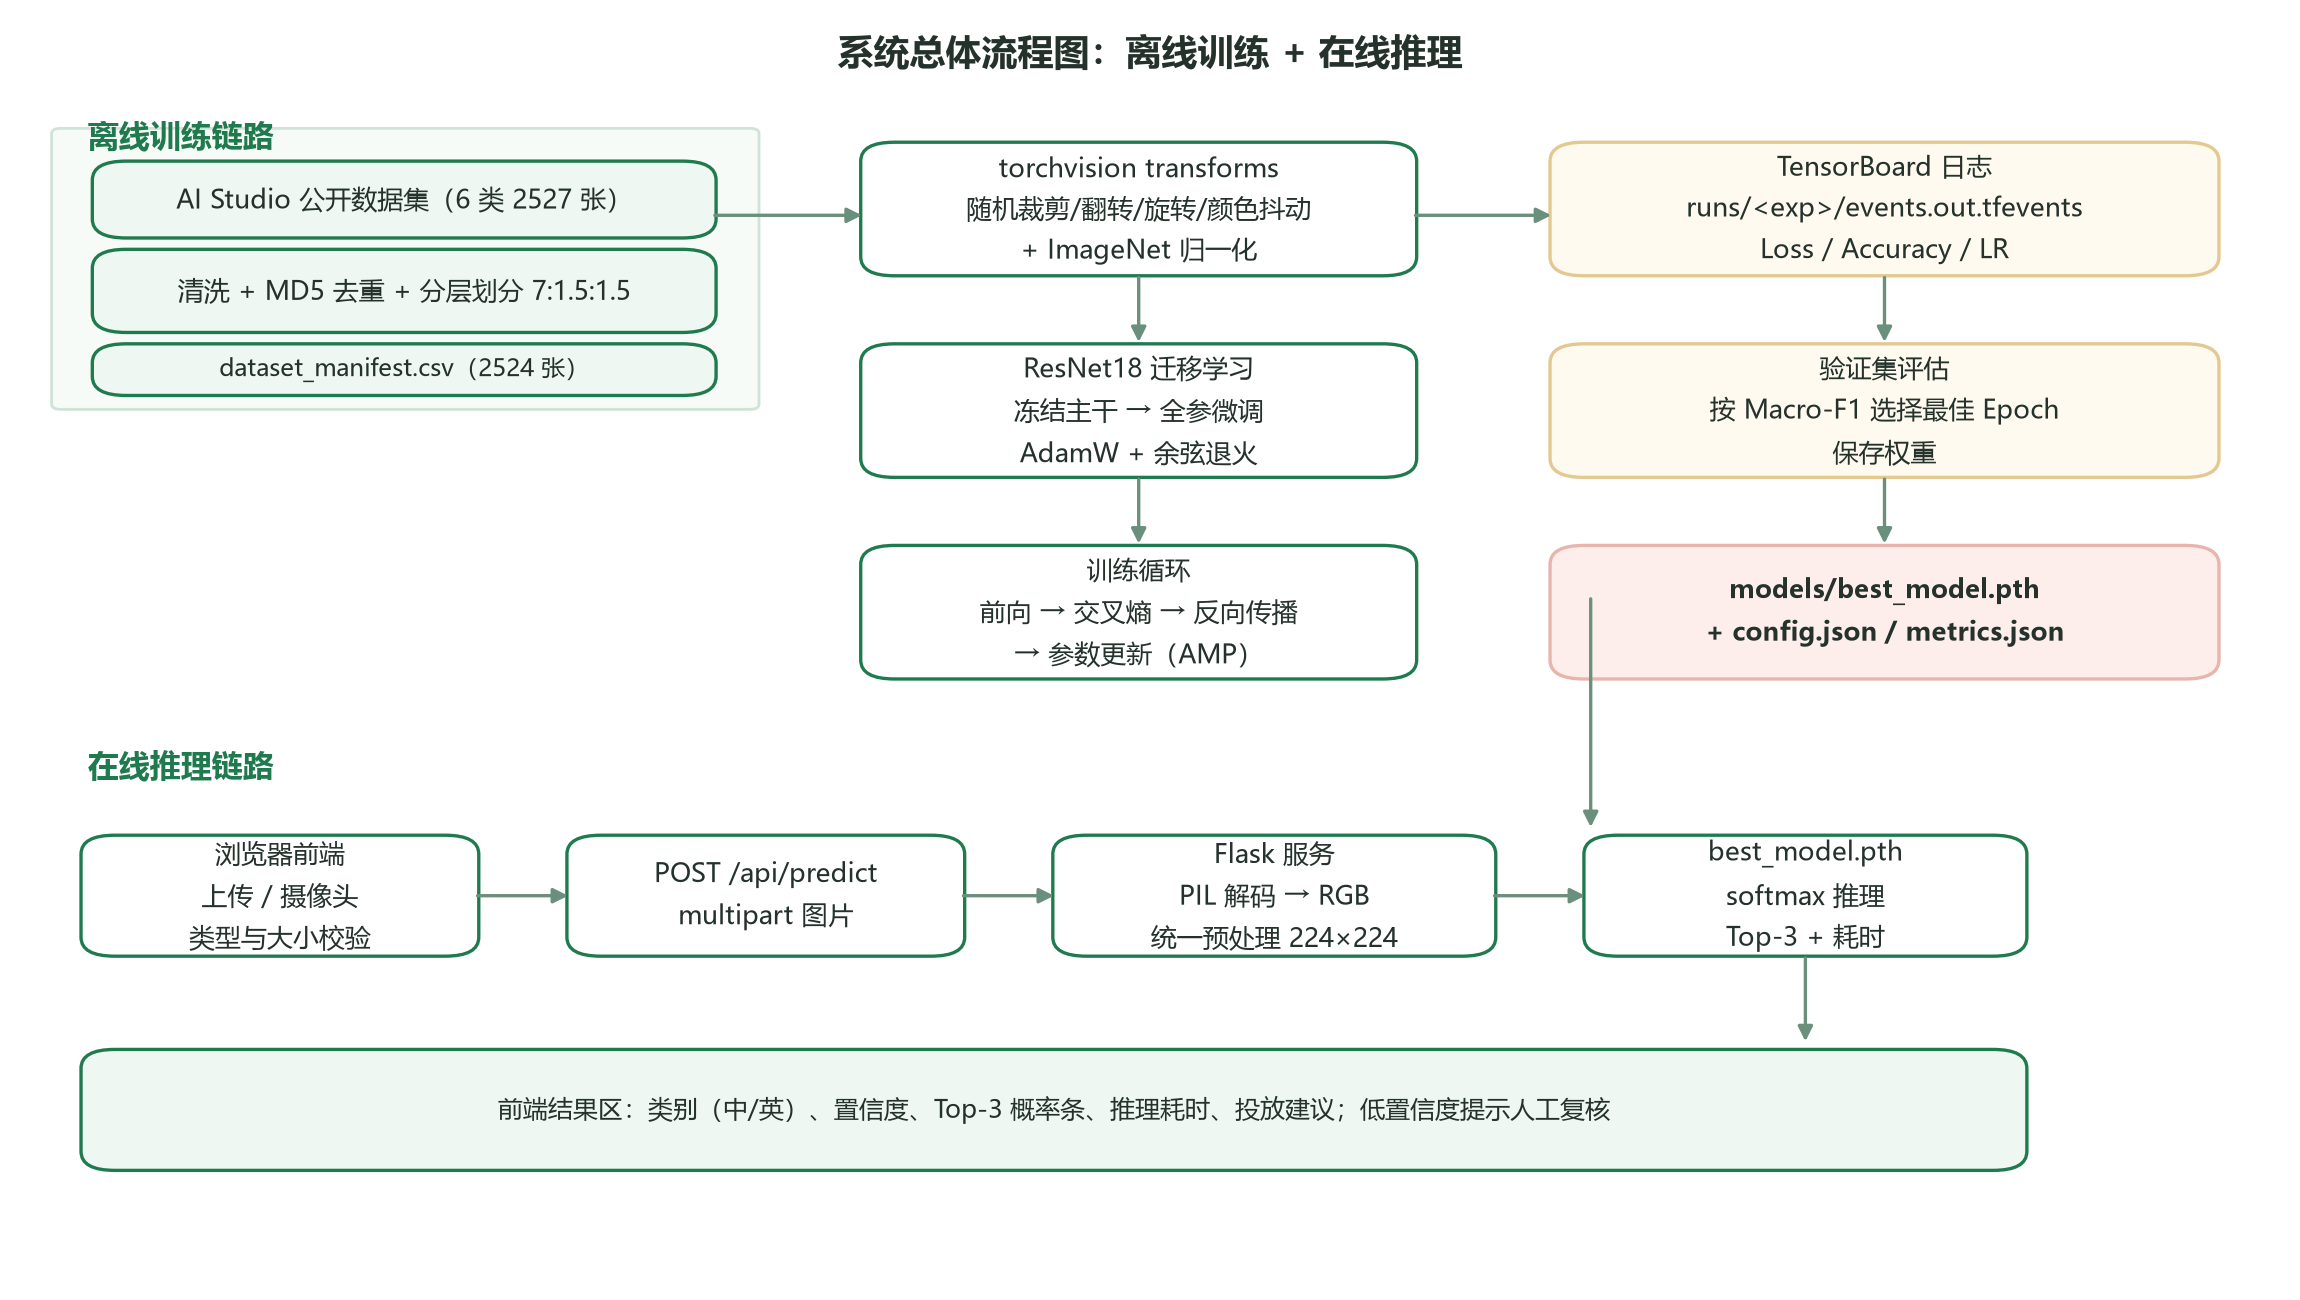 系统总体流程图：离线训练 + 在线推理
离线训练链路
AI Studio 公开数据集（6 类 2527 张）
清洗 + MD5 去重 + 分层划分 7:1.5:1.5
dataset_manifest.csv（2524 张）
torchvision transforms
随机裁剪/翻转/旋转/颜色抖动
+ ImageNet 归一化
ResNet18 迁移学习
冻结主干 → 全参微调
AdamW + 余弦退火
训练循环
前向 → 交叉熵 → 反向传播
→ 参数更新（AMP）
TensorBoard 日志
runs/<exp>/events.out.tfevents
Loss / Accuracy / LR
验证集评估
按 Macro-F1 选择最佳 Epoch
保存权重
models/best_model.pth
+ config.json / metrics.json
在线推理链路
浏览器前端
上传 / 摄像头
类型与大小校验
POST /api/predict
multipart 图片
Flask 服务
PIL 解码 → RGB
统一预处理 224×224
best_model.pth
softmax 推理
Top-3 + 耗时
前端结果区：类别（中/英）、置信度、Top-3 概率条、推理耗时、投放建议；低置信度提示人工复核